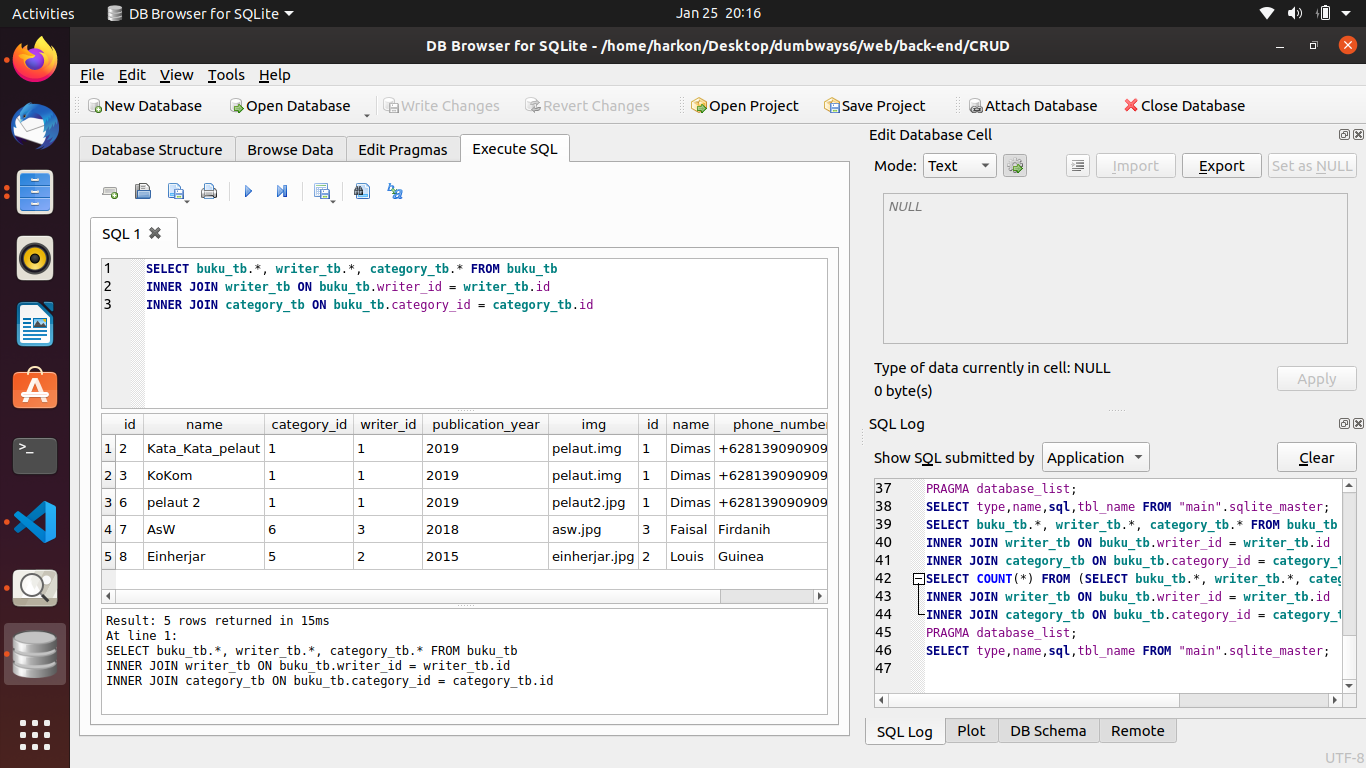 Activities DB Browser for SQLite Jan 25 20:16
DB Browser for SQLite - /home/harkon/Desktop/dumbways6/web/back-end/CRUD
File Edit View Tools Help
New Database Open Database Write Changes Revert Changes Open Project Save Project Attach Database Close Database
Database Structure Browse Data Edit Pragmas Execute SQL
SQL 1
1 SELECT buku_tb.*, writer_tb.*, category_tb.* FROM buku_tb
2 INNER JOIN writer_tb ON buku_tb.writer_id = writer_tb.id
3 INNER JOIN category_tb ON buku_tb.category_id = category_tb.id
id name category_id writer_id publication_year img id name phone_number
1 2 Kata_Kata_pelaut 1 1 2019 pelaut.img 1 Dimas +628139090909
2 3 KoKom 1 1 2019 pelaut.img 1 Dimas +628139090909
3 6 pelaut 2 1 1 2019 pelaut2.jpg 1 Dimas +628139090909
4 7 AsW 6 3 2018 asw.jpg 3 Faisal Firdanih
5 8 Einherjar 5 2 2015 einherjar.jpg 2 Louis Guinea
Result: 5 rows returned in 15ms
At line 1:
SELECT buku_tb.*, writer_tb.*, category_tb.* FROM buku_tb
INNER JOIN writer_tb ON buku_tb.writer_id = writer_tb.id
INNER JOIN category_tb ON buku_tb.category_id = category_tb.id
Edit Database Cell
Mode: Text Import Export Set as NULL
NULL
Type of data currently in cell: NULL
0 byte(s)
Apply
SQL Log
Show SQL submitted by Application Clear
37 PRAGMA database_list;
38 SELECT type,name,sql,tbl_name FROM "main".sqlite_master;
39 SELECT buku_tb.*, writer_tb.*, category_tb.* FROM buku_tb
40 INNER JOIN writer_tb ON buku_tb.writer_id = writer_tb.id
41 INNER JOIN category_tb ON buku_tb.category_id = category_t
42 SELECT COUNT(*) FROM (SELECT buku_tb.*, writer_tb.*, categ
43 INNER JOIN writer_tb ON buku_tb.writer_id = writer_tb.id
44 INNER JOIN category_tb ON buku_tb.category_id = category_t
45 PRAGMA database_list;
46 SELECT type,name,sql,tbl_name FROM "main".sqlite_master;
47
SQL Log Plot DB Schema Remote
UTF-8